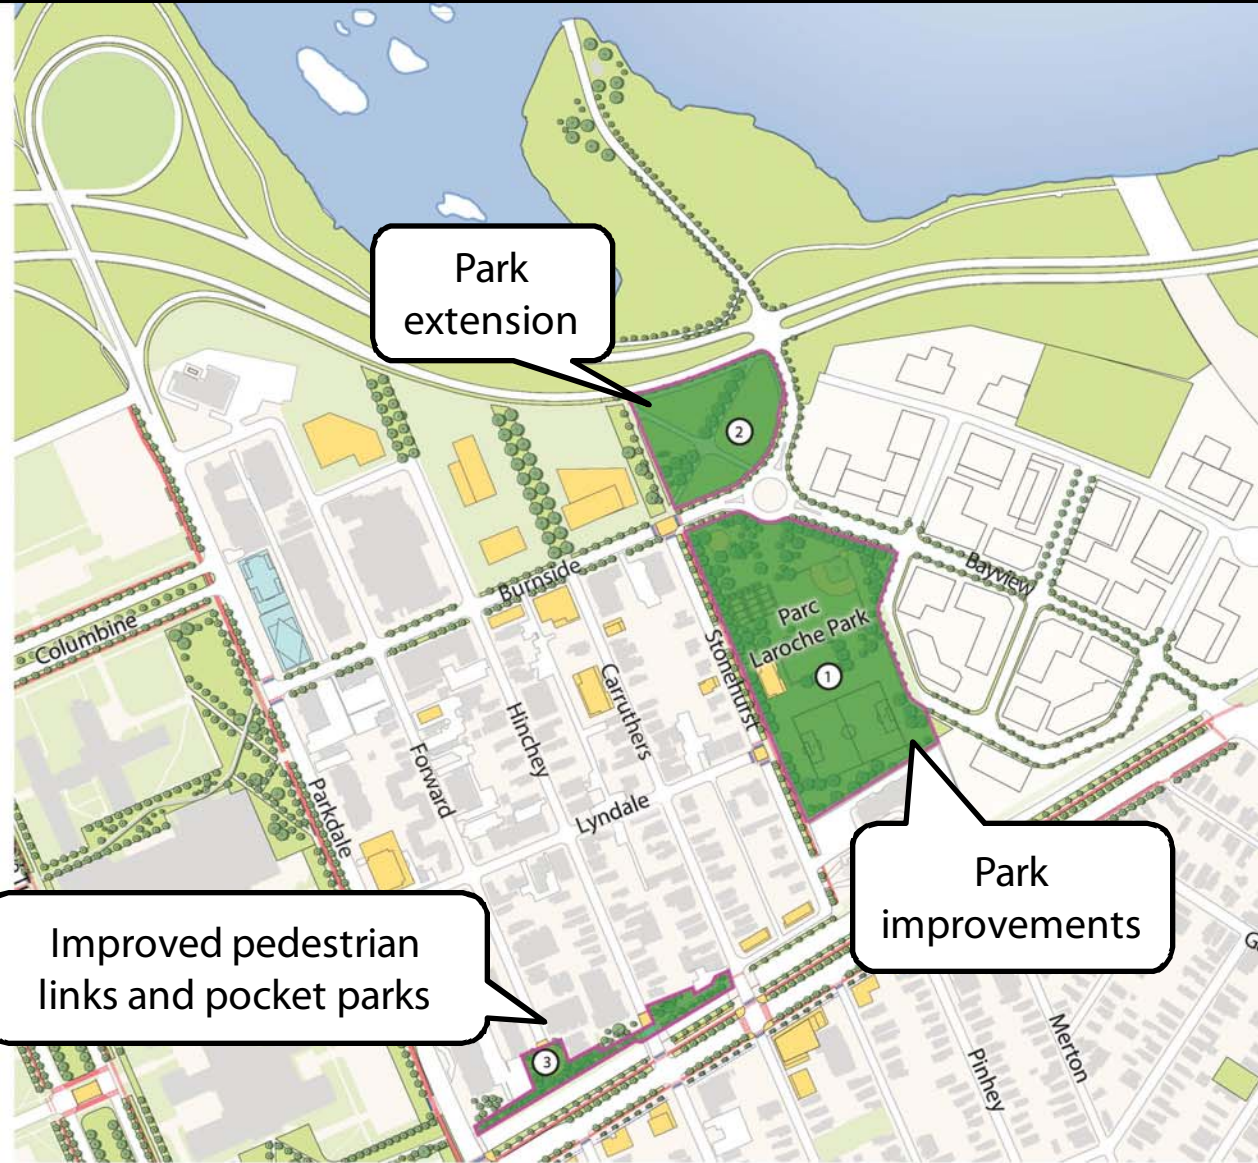 Park
extension
2
Bayview
Burnside
Columbine
Parc
Laroche Park
1
Stonehurst
Carruthers
Hinchey
Forward
Parkdale
Lyndale
Park
improvements
Improved pedestrian
links and pocket parks
3
Merton
Pinhey